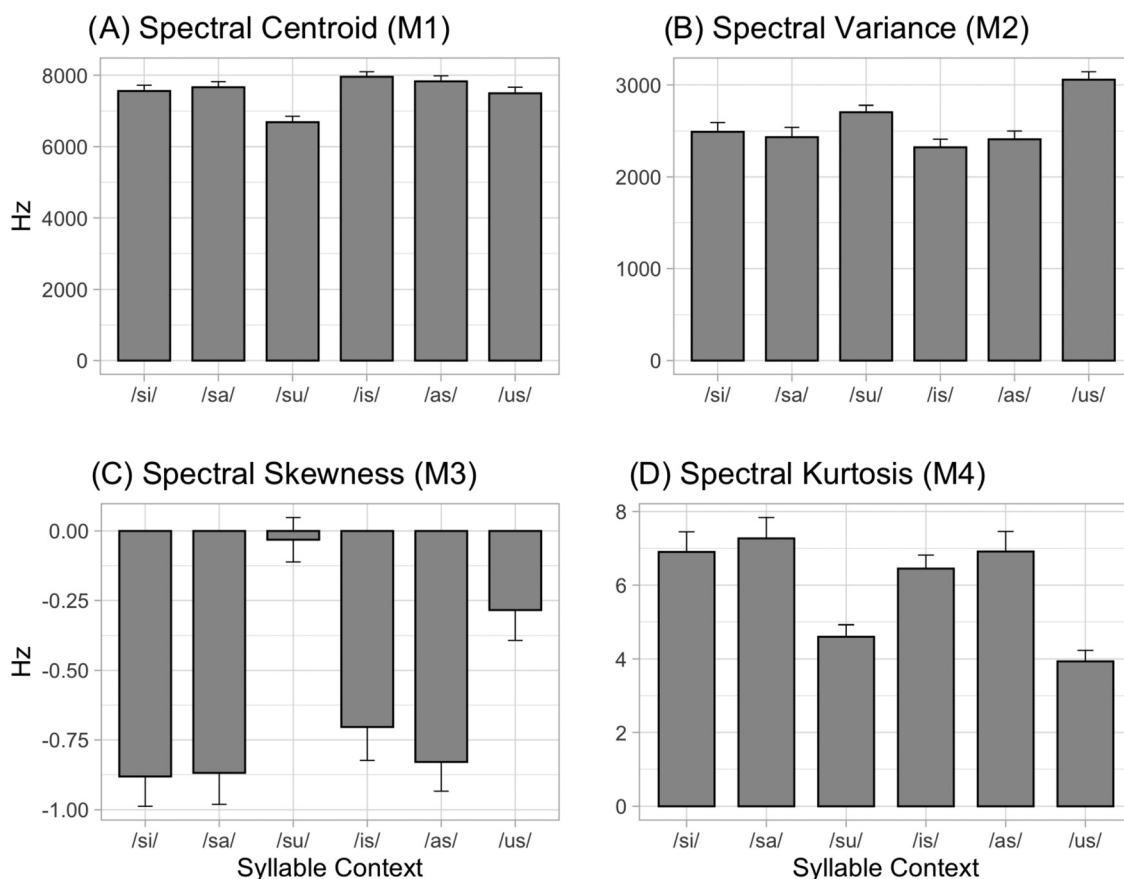 (A) Spectral Centroid (M1)
8000
6000
4000
2000
0
Hz
/si/ /sa/ /su/ /is/ /as/ /us/
(B) Spectral Variance (M2)
3000
2000
1000
0
/si/ /sa/ /su/ /is/ /as/ /us/
(C) Spectral Skewness (M3)
0.00
-0.25
-0.50
-0.75
-1.00
Hz
/si/ /sa/ /su/ /is/ /as/ /us/
Syllable Context
(D) Spectral Kurtosis (M4)
8
6
4
2
0
/si/ /sa/ /su/ /is/ /as/ /us/
Syllable Context